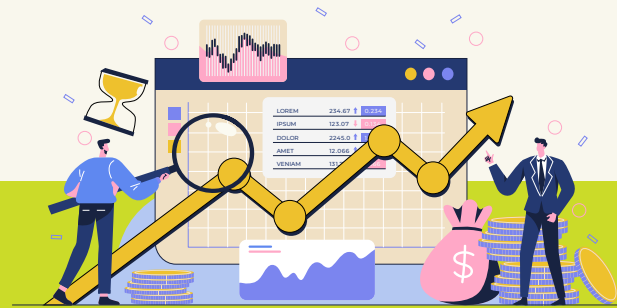 LOREM 234.67 0.234
IPSUM 123.07
DOLOR 2245.0
AMET 12.066
VENIAM
$